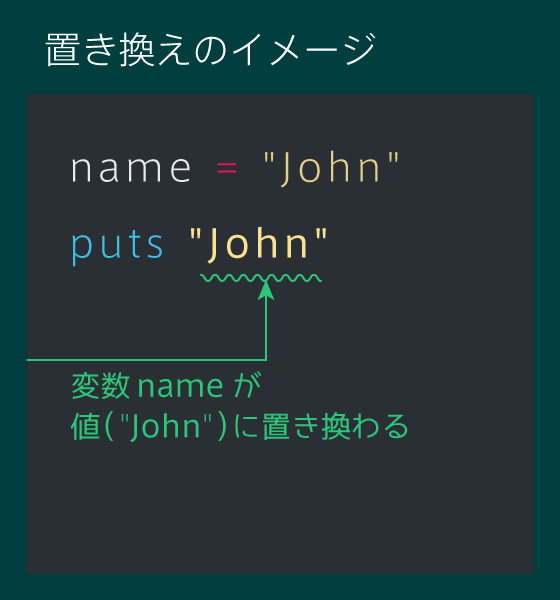 置き換えのイメージ
name = "John"
puts "John"
変数 name が
値("John")に置き換わる